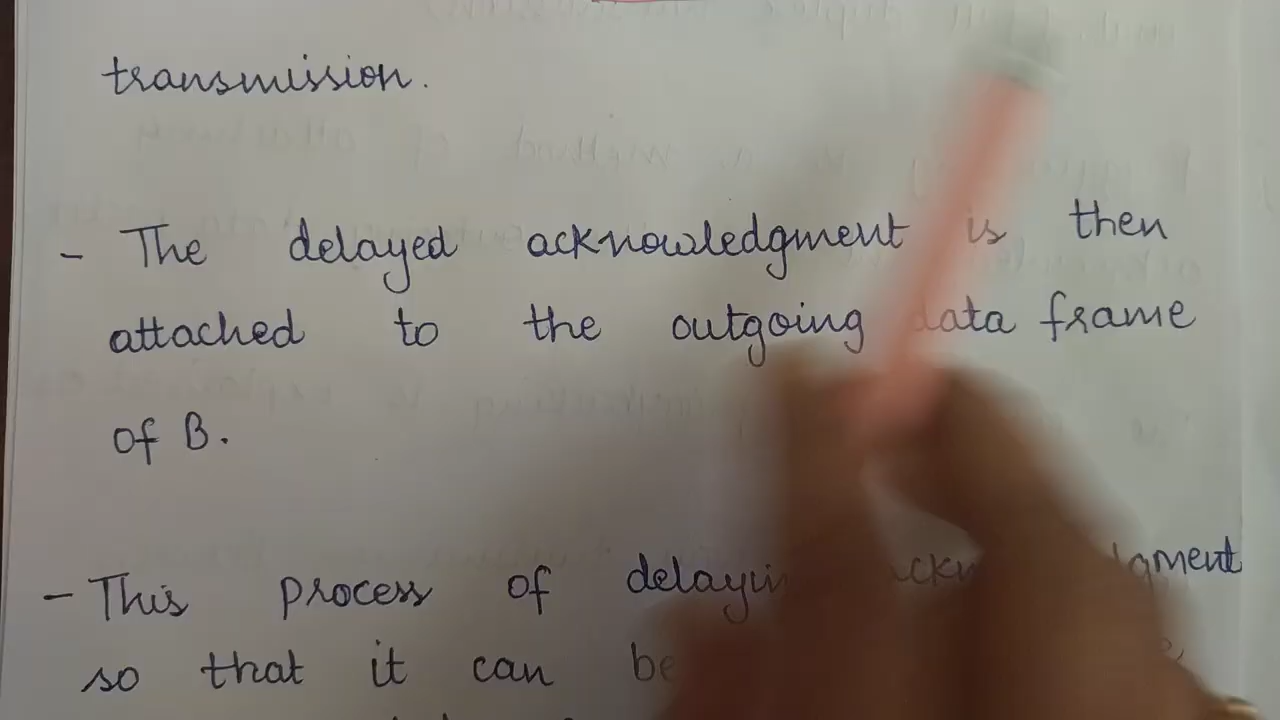 transmission.
- The delayed acknowledgment is then
attached to the outgoing data frame
of B.
- This process of delaying acknowledgment
so that it can be